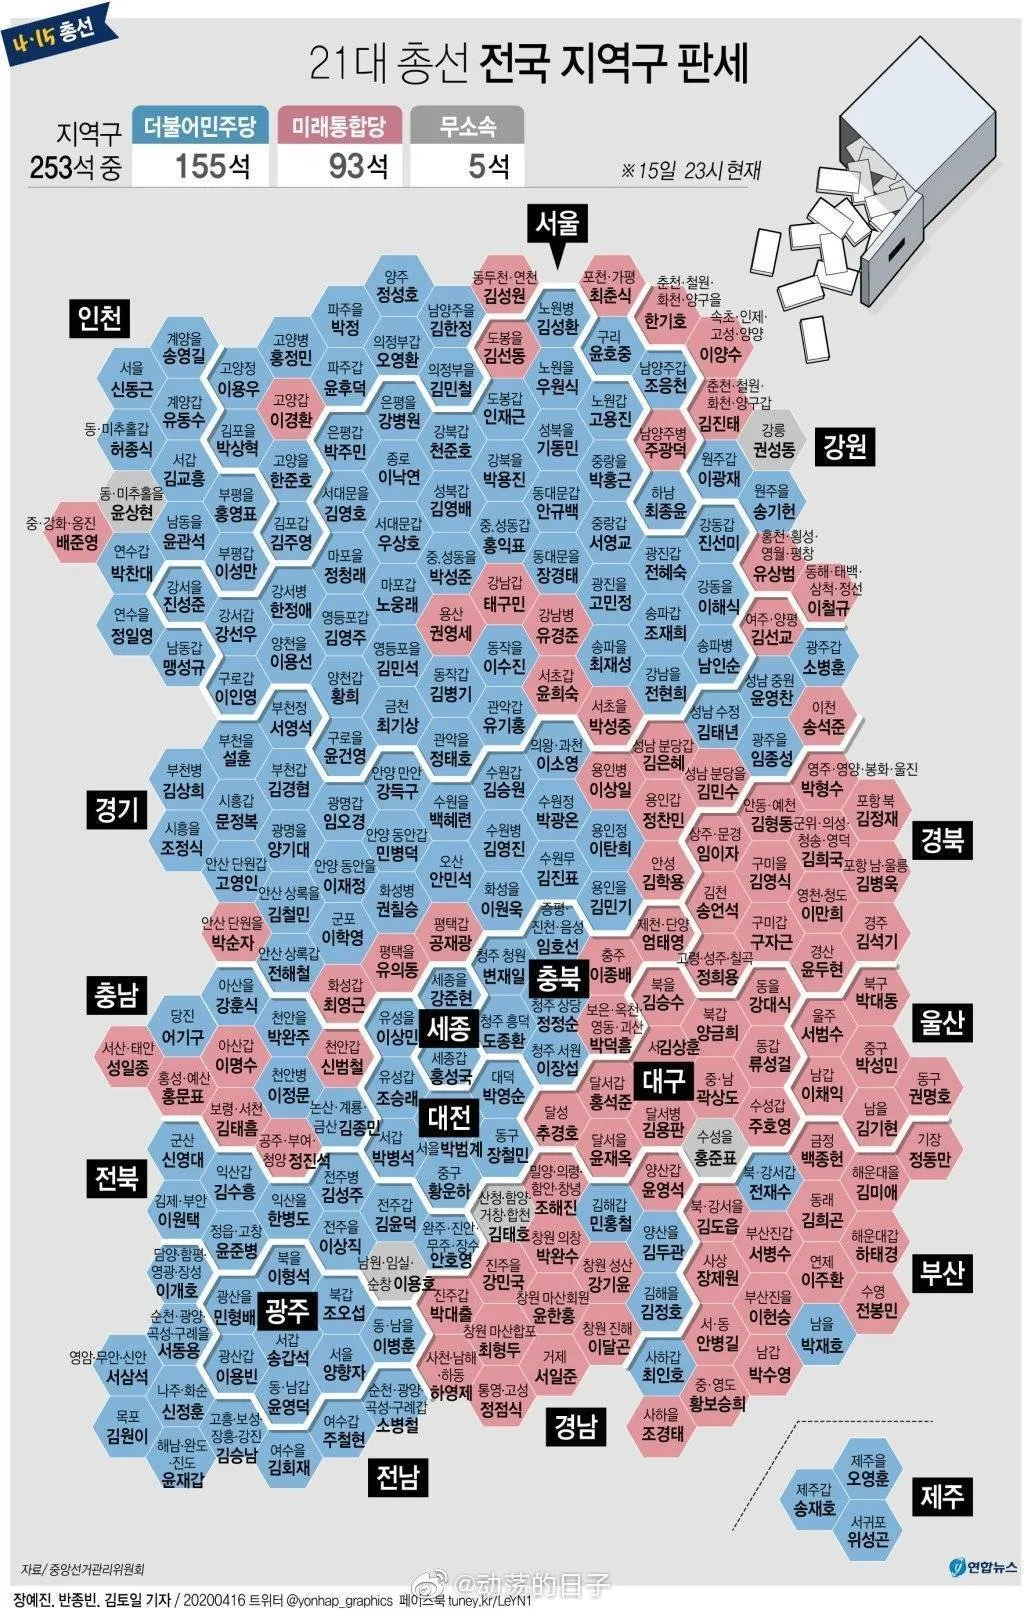 4·15 총선
21대 총선 전국 지역구 판세
지역구
253석 중
더불어민주당
155석
미래통합당
93석
무소속
5석
※15일 23시 현재
서울
인천
강원
경기
경북
충남
충북
세종
울산
대구
대전
전북
광주
부산
경남
전남
제주
양주
정성호
동두천·연천
김성원
포천·가평
최춘식
춘천·철원·
화천·양구을
한기호
속초·인제·
고성·양양
이양수
파주을
박정
남양주을
김한정
노원병
김성환
구리
윤호중
계양을
송영길
고양병
홍정민
의정부갑
오영환
도봉을
김선동
남양주갑
조응천
서을
신동근
고양정
이용우
파주갑
윤후덕
의정부을
김민철
노원을
우원식
춘천·철원·
화천·양구갑
김진태
계양갑
유동수
고양갑
이경환
은평을
강병원
도봉갑
인재근
노원갑
고용진
동·미추홀갑
허종식
김포을
박상혁
은평갑
박주민
강북갑
천준호
성북을
기동민
남양주병
주광덕
강릉
권성동
서갑
김교흥
고양을
한준호
종로
이낙연
강북을
박용진
중랑을
박홍근
원주갑
이광재
동·미추홀을
윤상현
부평을
홍영표
서대문을
김영호
성북갑
김영배
동대문갑
안규백
하남
최종윤
원주을
송기헌
중·강화·옹진
배준영
남동을
윤관석
김포갑
김주영
서대문갑
우상호
중,성동갑
홍익표
중랑갑
서영교
강동갑
진선미
홍천·횡성·
영월·평창
유상범
연수갑
박찬대
부평갑
이성만
마포을
정청래
중,성동을
박성준
동대문을
장경태
광진갑
전혜숙
동해·태백·
삼척·정선
이철규
강서을
진성준
강서병
한정애
마포갑
노웅래
강남갑
태구민
광진을
고민정
강동을
이해식
연수을
정일영
강서갑
강선우
영등포갑
김영주
용산
권영세
강남병
유경준
송파갑
조재희
여주·양평
김선교
남동갑
맹성규
양천을
이용선
영등포을
김민석
동작을
이수진
송파을
최재성
송파병
남인순
광주갑
소병훈
구로갑
이인영
양천갑
황희
동작갑
김병기
서초갑
윤희숙
강남을
전현희
성남 중원
윤영찬
부천정
서영석
금천
최기상
관악갑
유기홍
서초을
박성중
성남 수정
김태년
이천
송석준
부천을
설훈
구로을
윤건영
관악을
정태호
의왕·과천
이소영
성남 분당갑
김은혜
광주을
임종성
부천병
김상희
부천갑
김경협
안양 만안
강득구
수원갑
김승원
용인병
이상일
성남 분당을
김민수
영주·영양·봉화·울진
박형수
시흥갑
문정복
광명갑
임오경
수원을
백혜련
수원정
박광온
용인갑
정찬민
안동·예천
김형동
포항 북
김정재
시흥을
조정식
광명을
양기대
안양 동안갑
민병덕
수원병
김영진
용인정
이탄희
상주·문경
임이자
군위·의성·
청송·영덕
김희국
안산 단원갑
고영인
안양 동안을
이재정
오산
안민석
수원무
김진표
안성
김학용
구미을
김영식
포항 남·울릉
김병욱
안산 상록을
김철민
화성병
권칠승
화성을
이원욱
용인을
김민기
김천
송언석
영천·청도
이만희
안산 단원을
박순자
군포
이학영
평택갑
공재광
증평·
진천·음성
임호선
제천·단양
엄태영
구미갑
구자근
경주
김석기
안산 상록갑
전해철
평택을
유의동
청주 청원
변재일
충주
이종배
고령·성주·칠곡
정희용
경산
윤두현
아산을
강훈식
화성갑
최영근
세종을
강준현
북을
김승수
동을
강대식
북구
박대동
당진
어기구
천안을
박완주
유성을
이상민
청주 흥덕
도종환
청주 상당
정정순
보은·옥천·
영동·괴산
박덕흠
북갑
양금희
울주
서범수
서산·태안
성일종
아산갑
이명수
천안갑
신범철
세종갑
홍성국
청주 서원
이장섭
김상훈
동갑
류성걸
중구
박성민
홍성·예산
홍문표
천안병
이정문
유성갑
조승래
대덕
박영순
달서갑
홍석준
중·남
곽상도
남갑
이채익
동구
권명호
보령·서천
김태흠
논산·계룡·
금산 김종민
달성
추경호
달서병
김용판
수성갑
주호영
남을
김기현
군산
신영대
공주·부여·
청양 정진석
서갑
박병석
서을 박범계
동구
장철민
달서을
윤재옥
수성을
홍준표
금정
백종헌
기장
정동만
익산갑
김수흥
전주병
김성주
중구
황운하
밀양·의령·
함안·창녕
조해진
양산갑
윤영석
북·강서갑
전재수
해운대을
김미애
김제·부안
이원택
익산을
한병도
전주갑
김윤덕
산청·함양·
거창·합천
김태호
김해갑
민홍철
북·강서을
김도읍
동래
김희곤
정읍·고창
윤준병
전주을
이상직
완주·진안·
무주·장수
안호영
창원 의창
박완수
양산을
김두관
부산진갑
서병수
해운대갑
하태경
담양·함평·
영광·장성
이개호
북을
이형석
남원·임실·
순창 이용호
진주을
강민국
창원 성산
강기윤
사상
장제원
연제
이주환
광산을
민형배
북갑
조오섭
진주갑
박대출
창원 마산회원
윤한홍
김해을
김정호
부산진을
이헌승
수영
전봉민
순천·광양·
곡성·구례을
서동용
서갑
송갑석
동·남을
이병훈
창원 마산합포
최형두
창원 진해
이달곤
서·동
안병길
남을
박재호
영암·무안·신안
서삼석
광산갑
이용빈
서을
양향자
사천·남해
·하동
하영제
거제
서일준
사하갑
최인호
남갑
박수영
나주·화순
신정훈
동·남갑
윤영덕
순천·광양·
곡성·구례갑
소병철
통영·고성
정점식
중·영도
황보승희
목포
김원이
고흥·보성·
장흥·강진
김승남
여수갑
주철현
사하을
조경태
해남·완도
·진도
윤재갑
여수을
김회재
제주을
오영훈
제주갑
송재호
서귀포
위성곤
자료/중앙선거관리위원회
연합뉴스
@动荡的日子
장예진, 반종빈, 김토일 기자 / 20200416 트위터 @yonhap_graphics 페이스북 tuney.kr/LeYN1